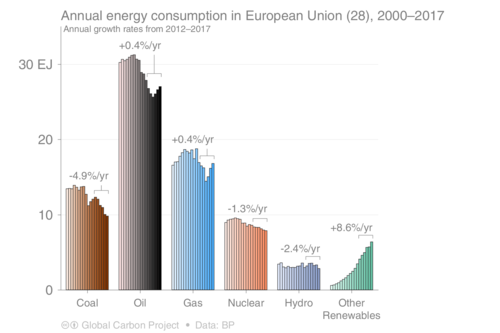 Annual energy consumption in European Union (28), 2000–2017
Annual growth rates from 2012–2017
+0.4%/yr
30 EJ
20
+0.4%/yr
-4.9%/yr
-1.3%/yr
10
+8.6%/yr
-2.4%/yr
0
Coal Oil Gas Nuclear Hydro Other
Renewables
Global Carbon Project • Data: BP